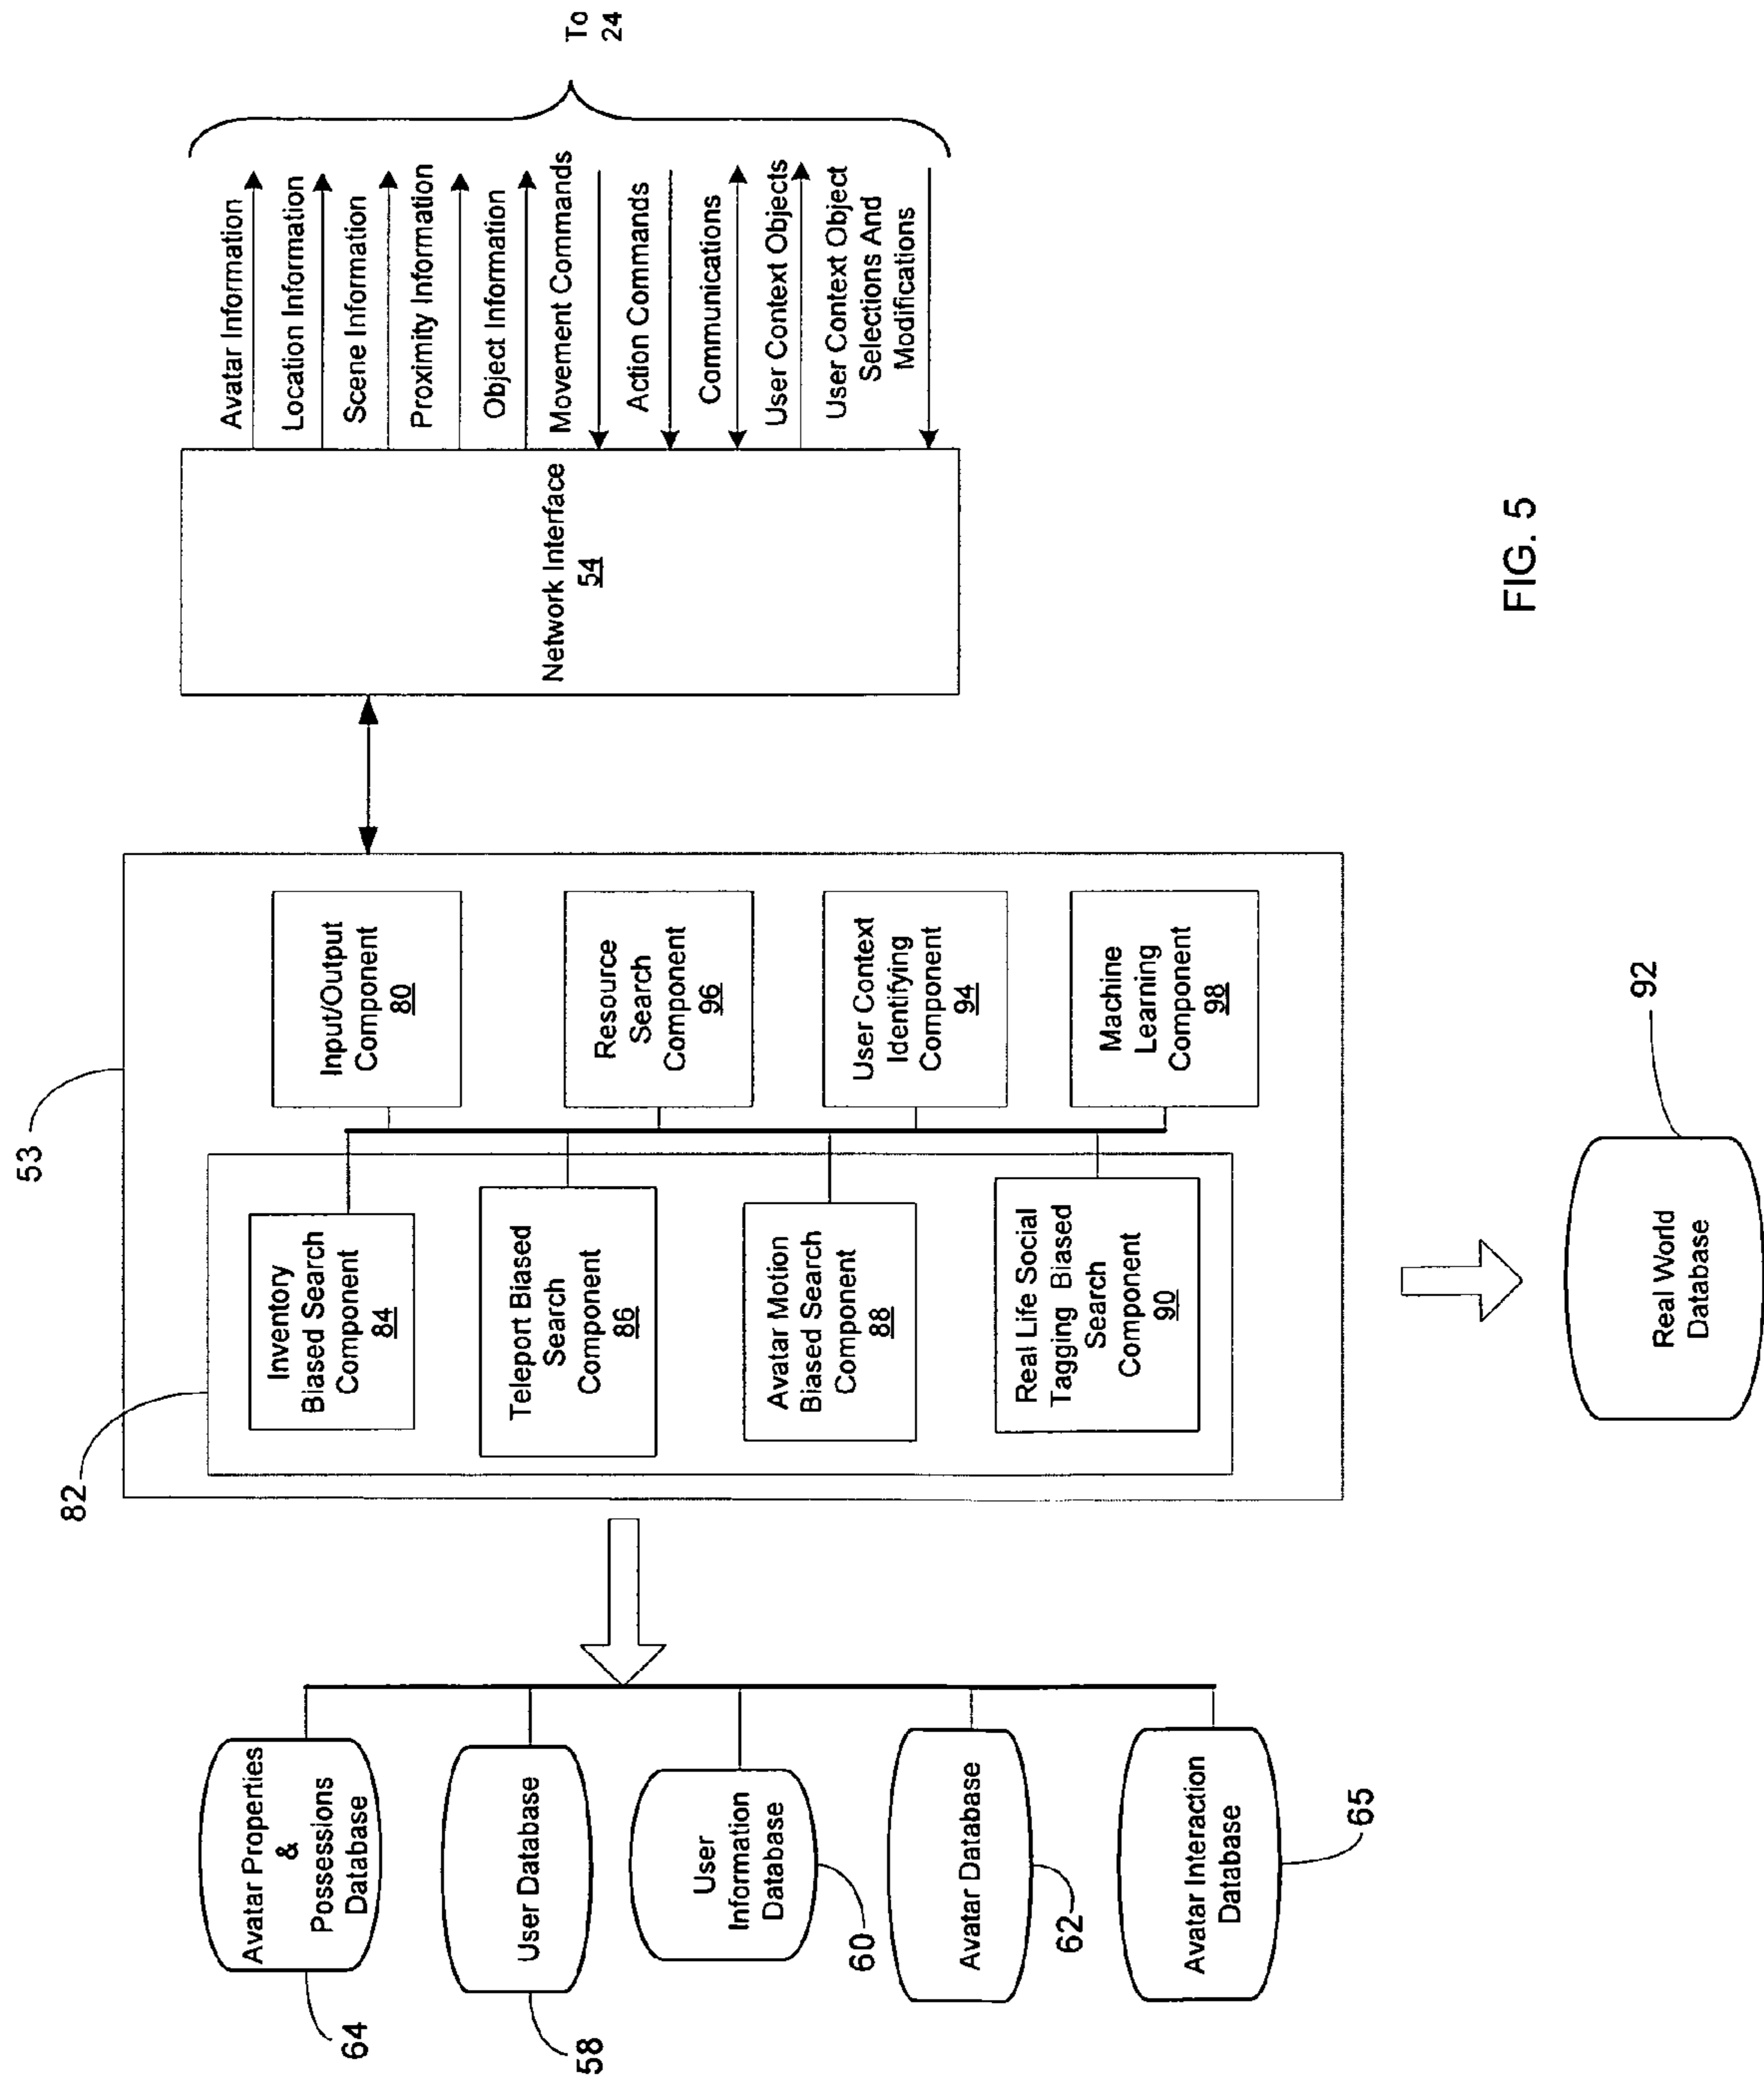 64
Avatar Properties
&
Possessions
Database
58
User Database
User
Information
Database
60
Avatar Database
62
Avatar Interaction
Database
65
82
53
Inventory
Biased Search
Component
84
Teleport Biased
Search
Component
86
Avatar Motion
Biased Search
Component
88
Real Life Social
Tagging Biased
Search
Component
90
Input/Output
Component
80
Resource
Search
Component
96
User Context
Identifying
Component
94
Machine
Learning
Component
98
Real World
Database
92
Network Interface
54
Avatar Information
Location Information
Scene Information
Proximity Information
Object Information
Movement Commands
Action Commands
Communications
User Context Objects
User Context Object
Selections And
Modifications
To
24
FIG. 5